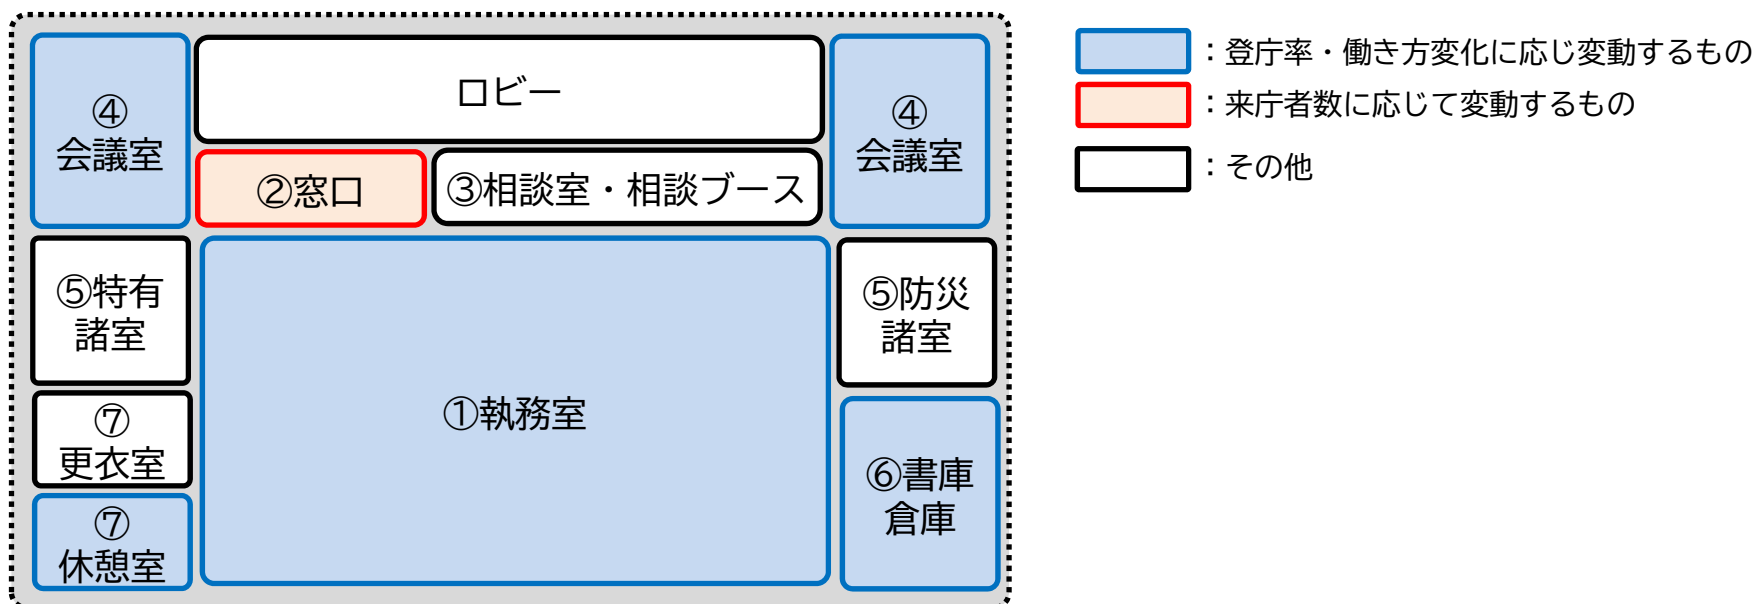 ④
会議室
ロビー
④
会議室
②窓口
③相談室・相談ブース
⑤特有
諸室
①執務室
⑤防災
諸室
⑦
更衣室
⑥書庫
倉庫
⑦
休憩室
：登庁率・働き方変化に応じ変動するもの
：来庁者数に応じて変動するもの
：その他